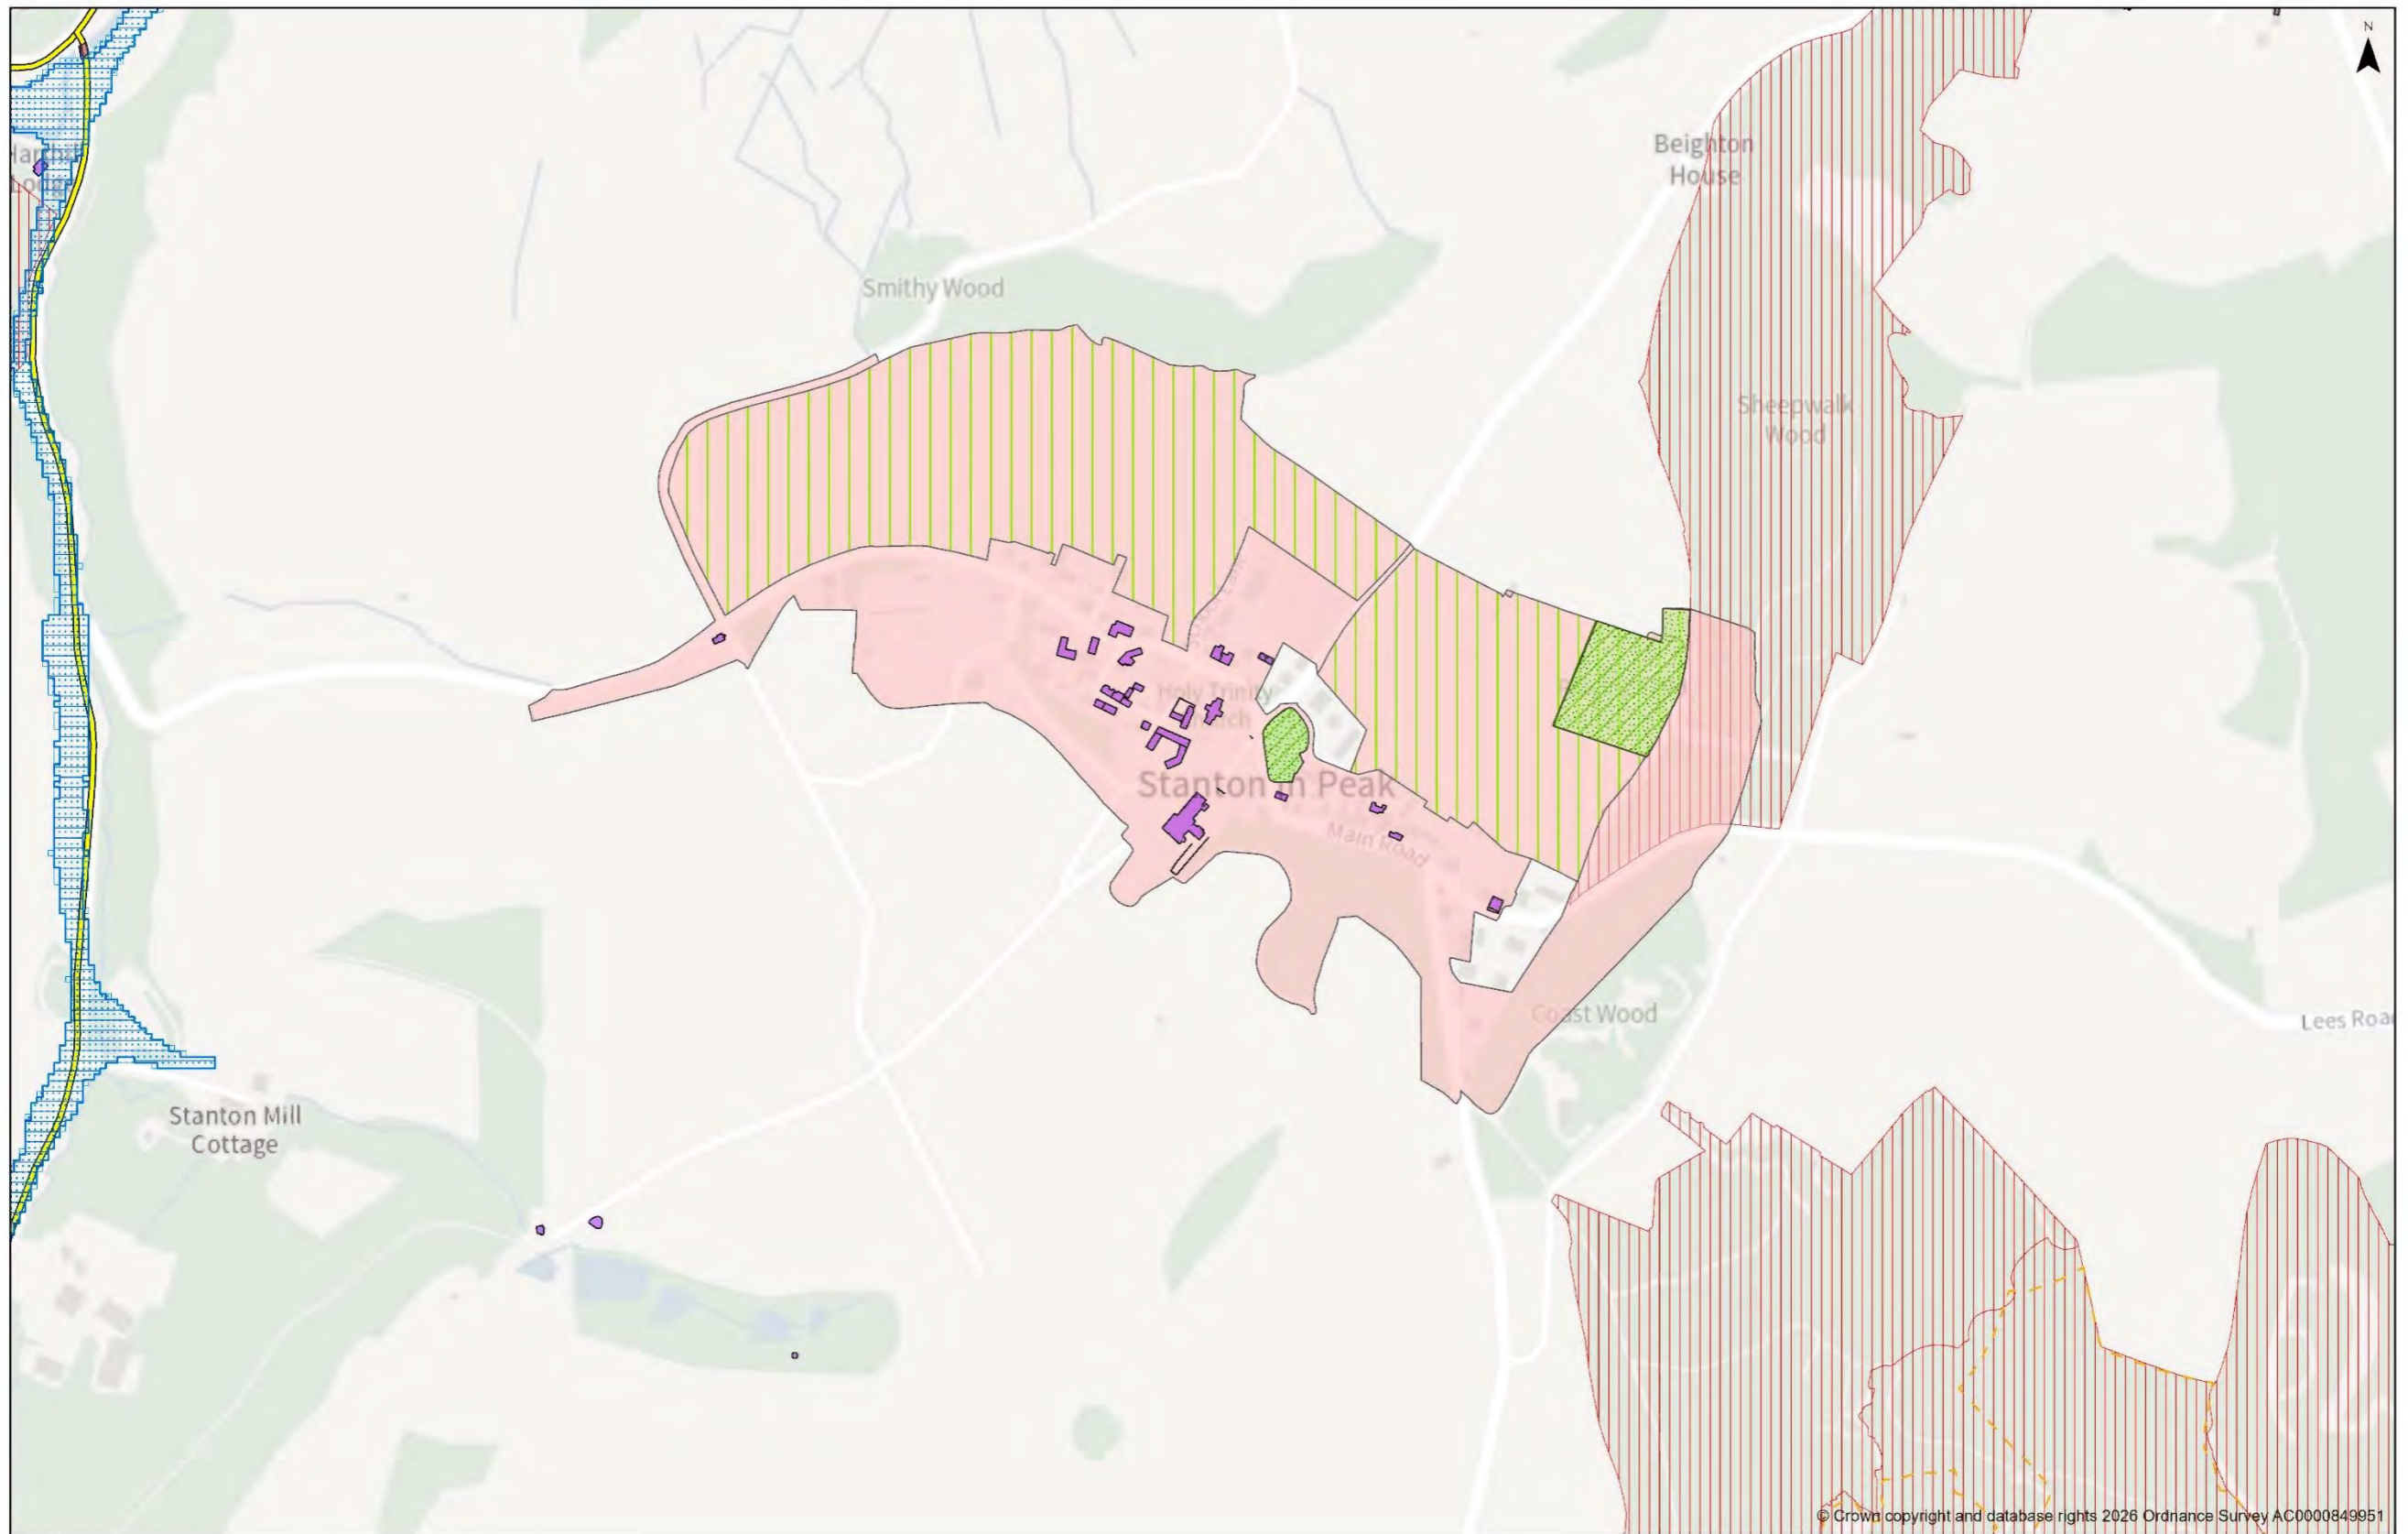 N
Beighton
House
Smithy Wood
Sheepwalk
Wood
Holy Trinity
Stanton in Peak
Main Road
Coast Wood
Lees Roa
Stanton Mill
Cottage
© Crown copyright and database rights 2026 Ordnance Survey AC0000849951